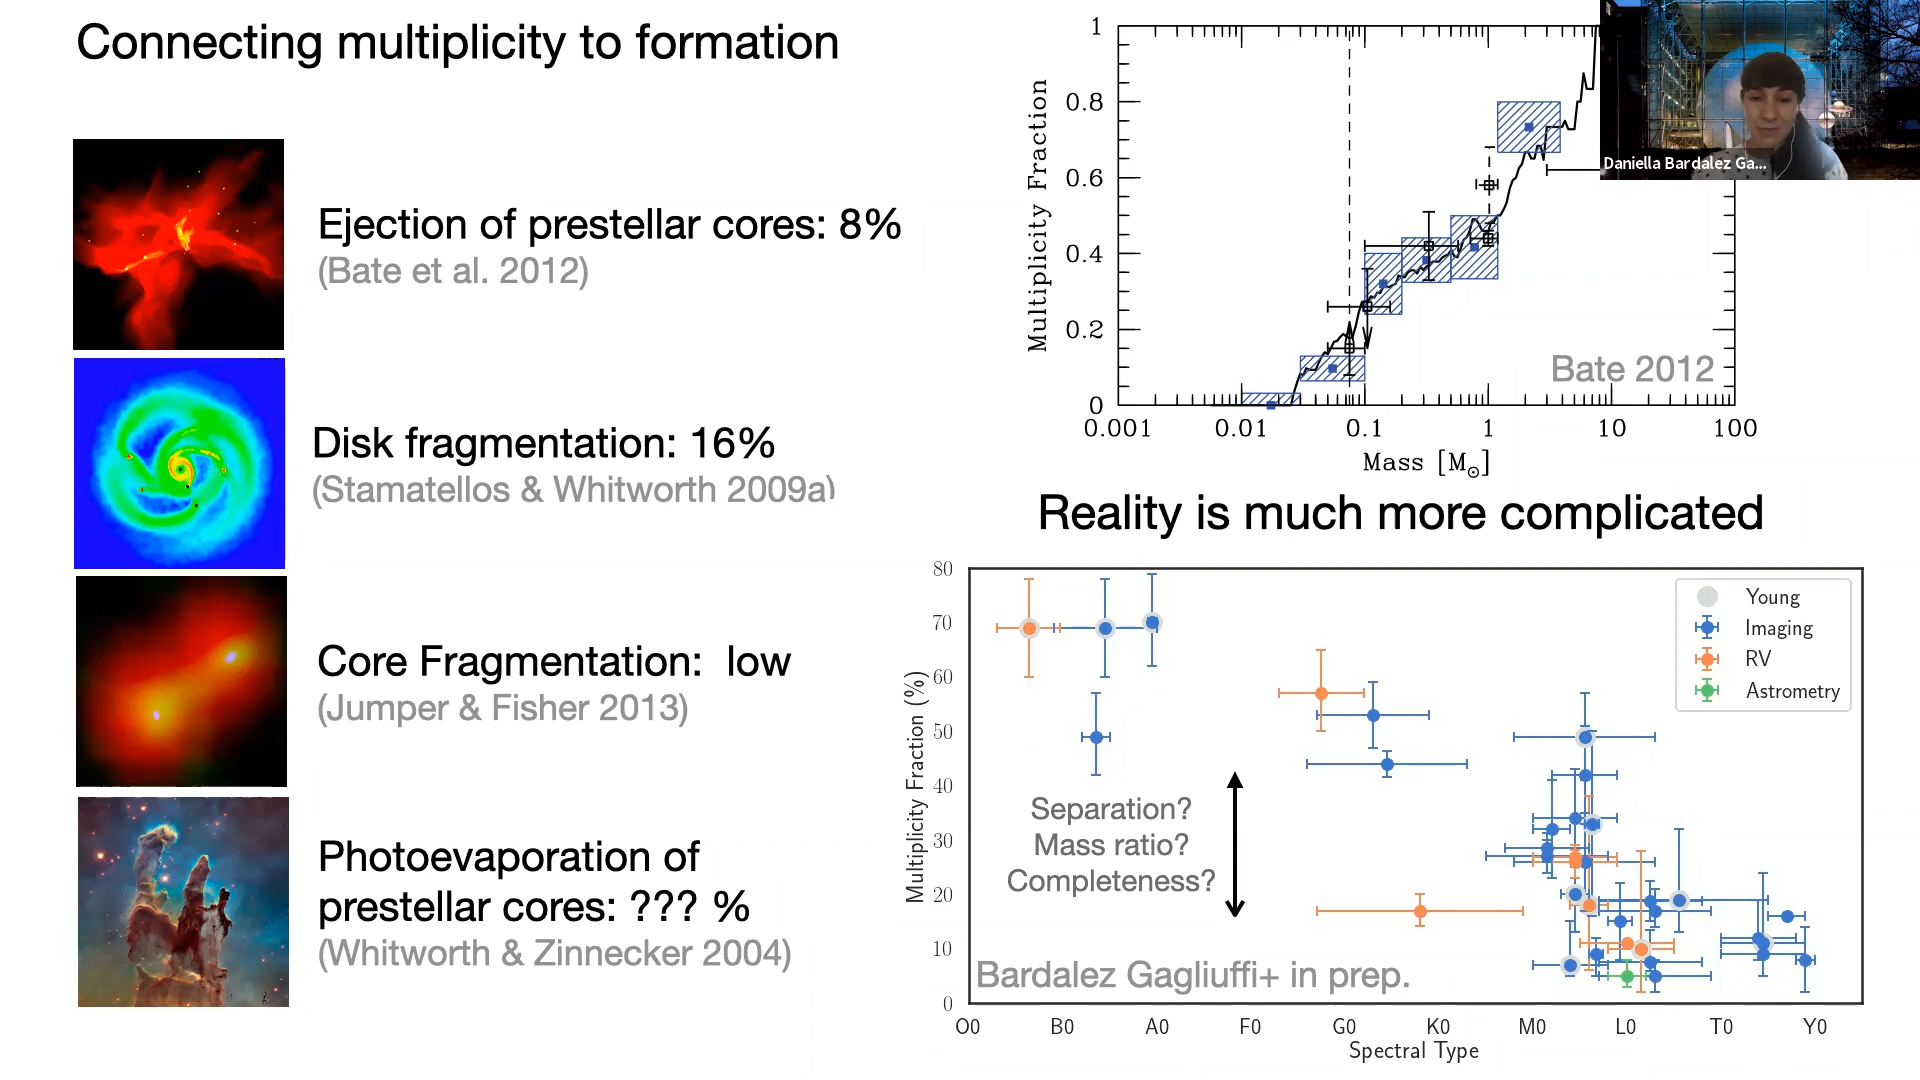 Connecting multiplicity to formation
Ejection of prestellar cores: 8%
(Bate et al. 2012)
Disk fragmentation: 16%
(Stamatellos & Whitworth 2009a)
Core Fragmentation: low
(Jumper & Fisher 2013)
Photoevaporation of
prestellar cores: ??? %
(Whitworth & Zinnecker 2004)
Multiplicity Fraction
1
0.8
0.6
0.4
0.2
0
0.001 0.01 0.1 1 10 100
Mass [M⊙]
Bate 2012
Daniella Bardalez Ga...
Reality is much more complicated
Multiplicity Fraction (%)
80
70
60
50
40
30
20
10
0
Young
Imaging
RV
Astrometry
Separation?
Mass ratio?
Completeness?
Bardalez Gagliuffi+ in prep.
O0 B0 A0 F0 G0 K0 M0 L0 T0 Y0
Spectral Type